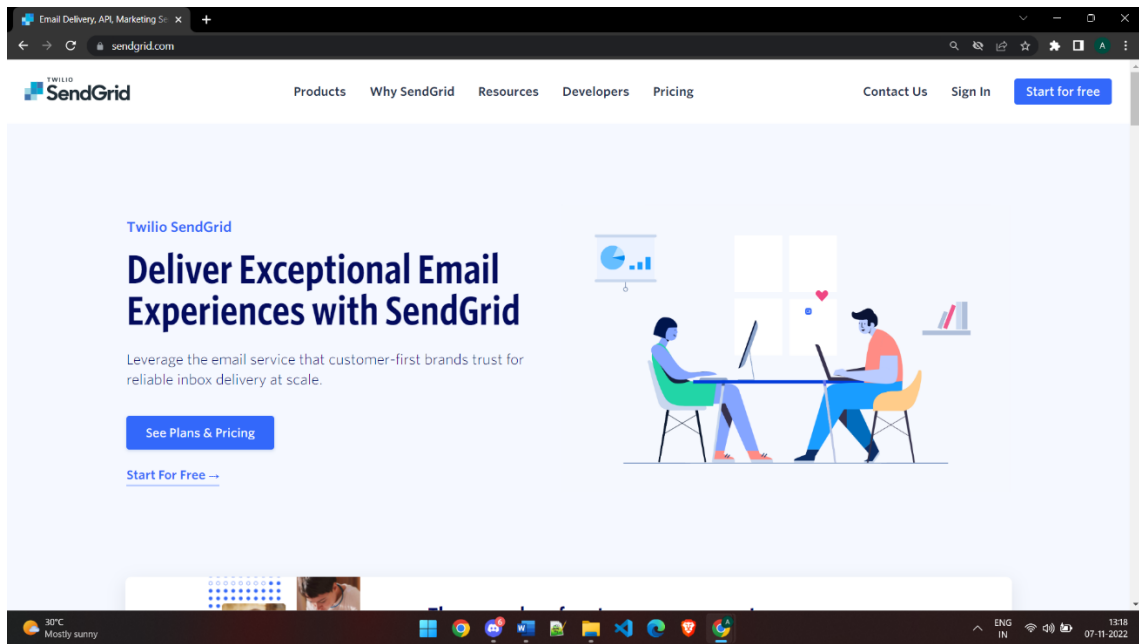 Email Delivery, API, Marketing Se
sendgrid.com
A
TWILIO
SendGrid
Products Why SendGrid Resources Developers Pricing Contact Us Sign In Start for free
Twilio SendGrid
Deliver Exceptional Email
Experiences with SendGrid
Leverage the email service that customer-first brands trust for
reliable inbox delivery at scale.
See Plans & Pricing
Start For Free →
30°C
Mostly sunny
ENG
IN
13:18
07-11-2022